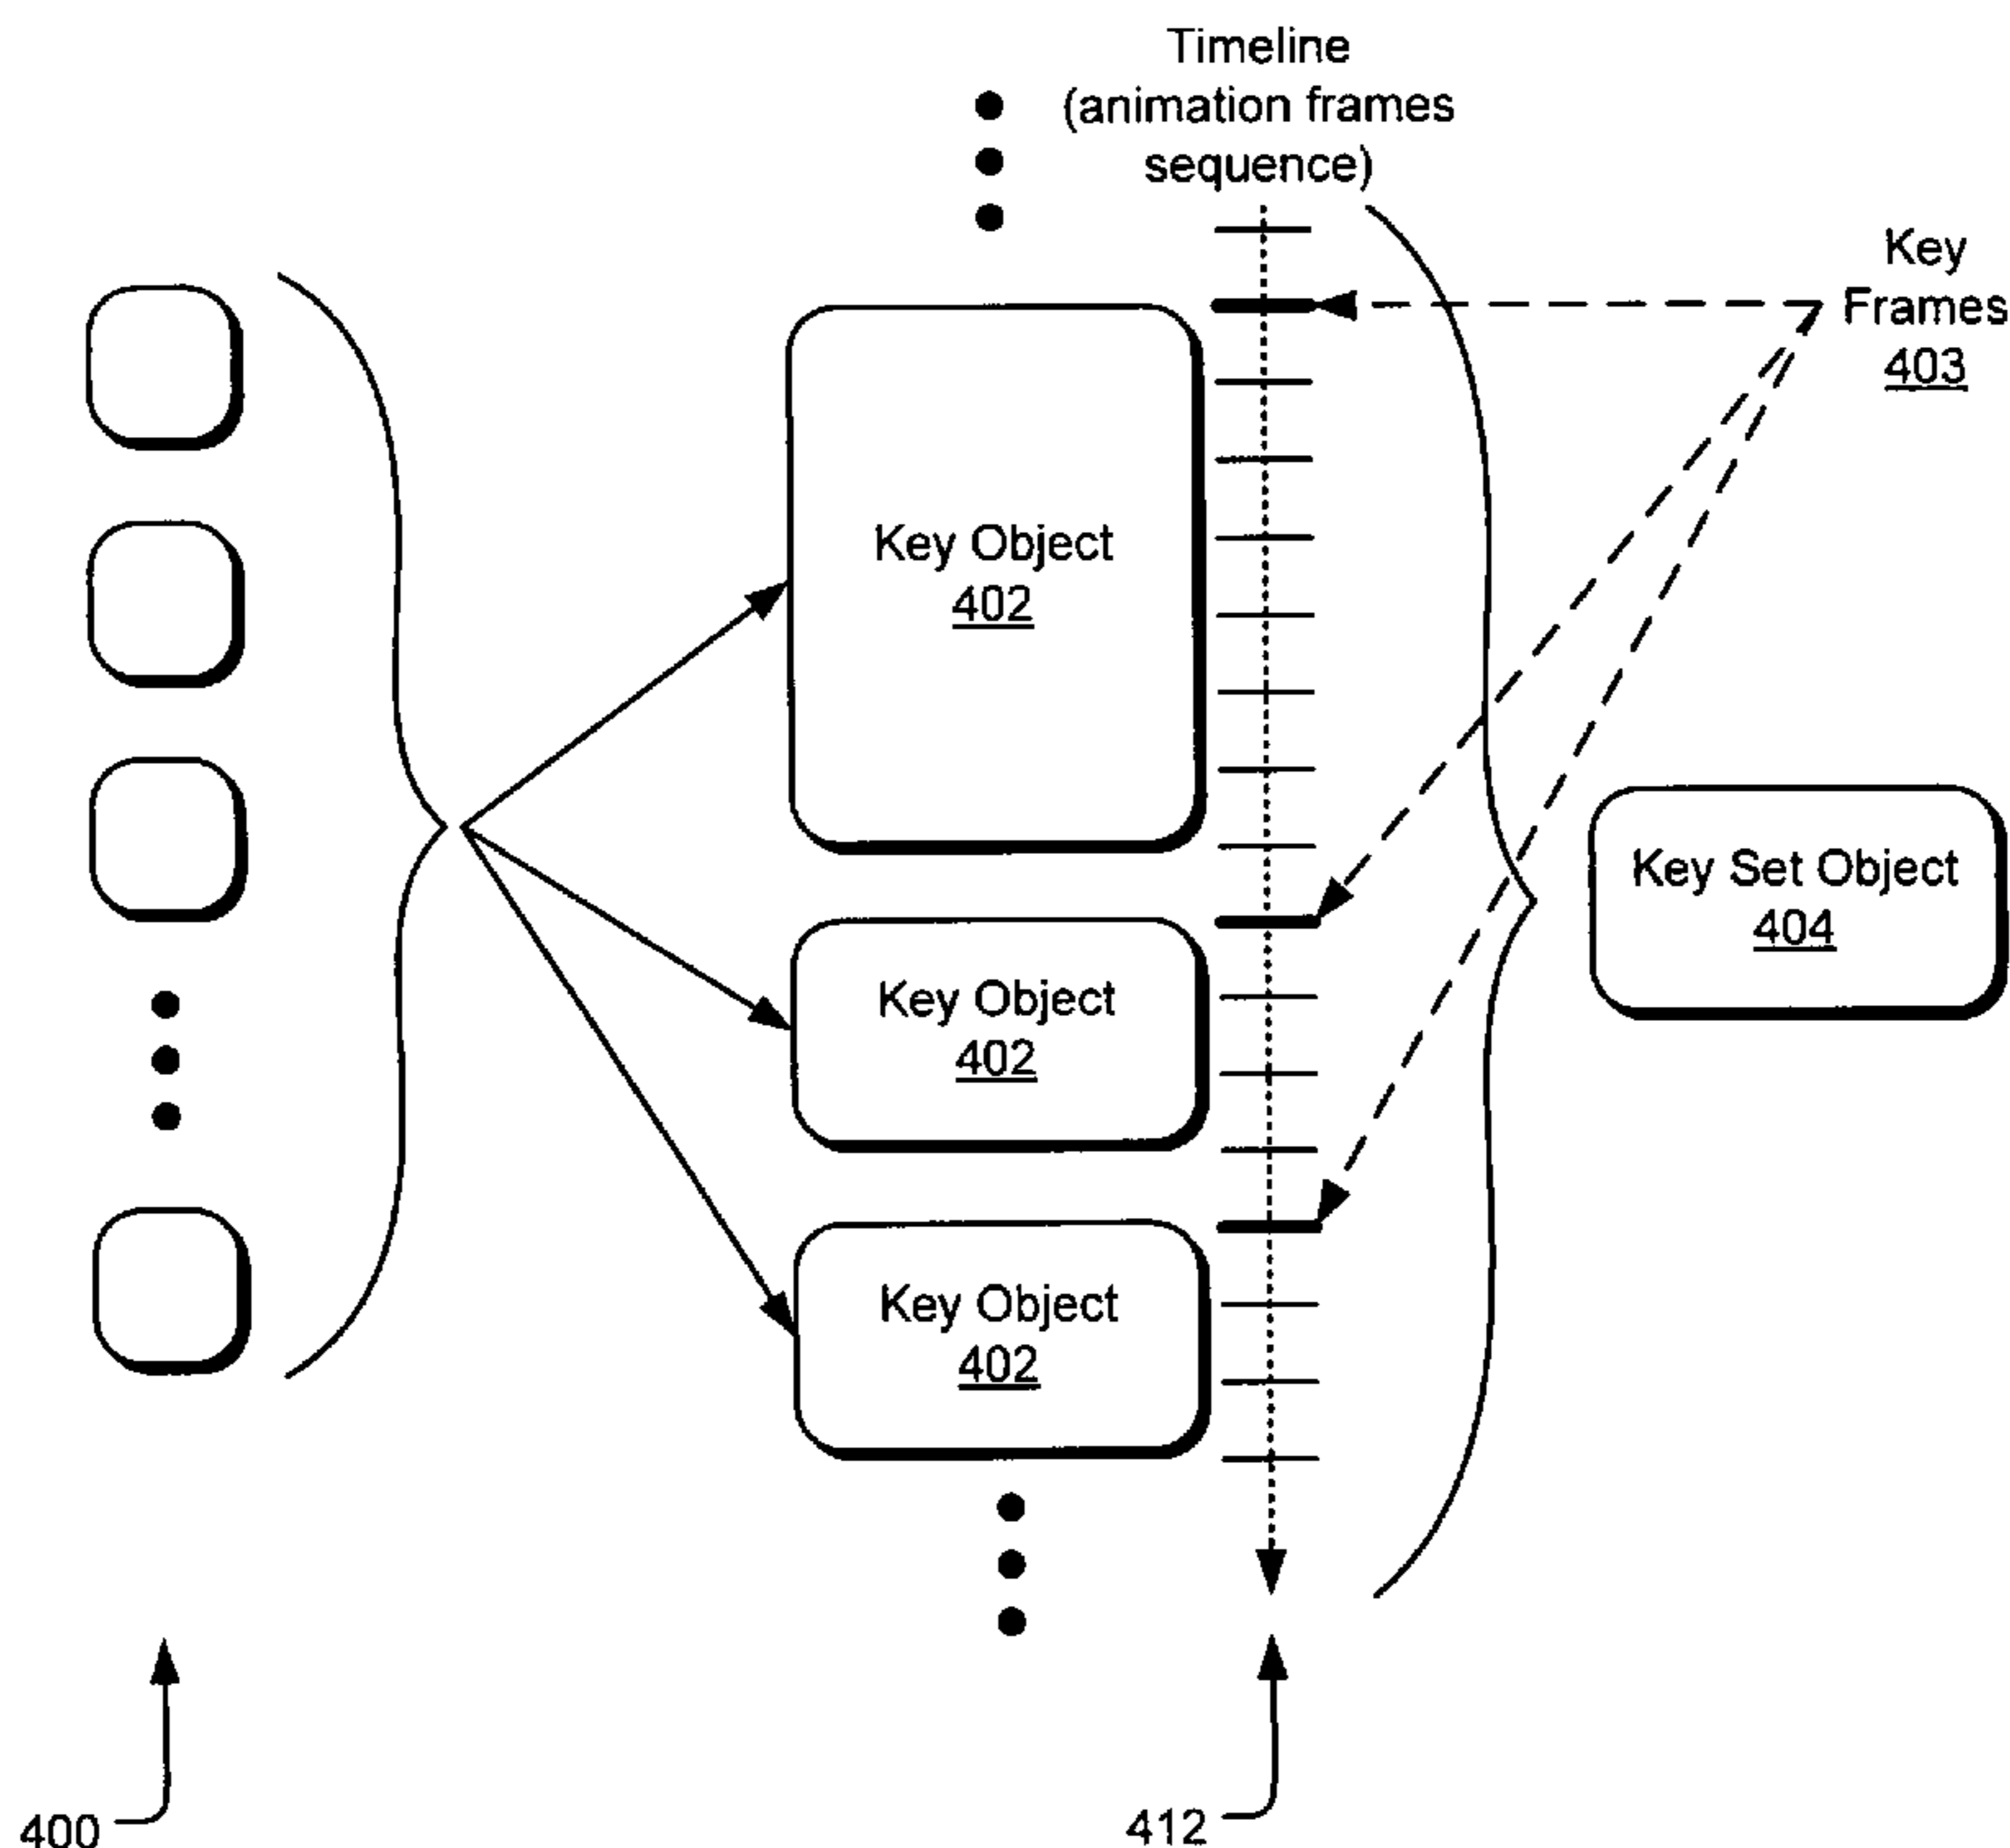 Timeline
(animation frames
sequence)
Key
Frames
403
Key Object
402
Key Set Object
404
Key Object
402
Key Object
402
400
412